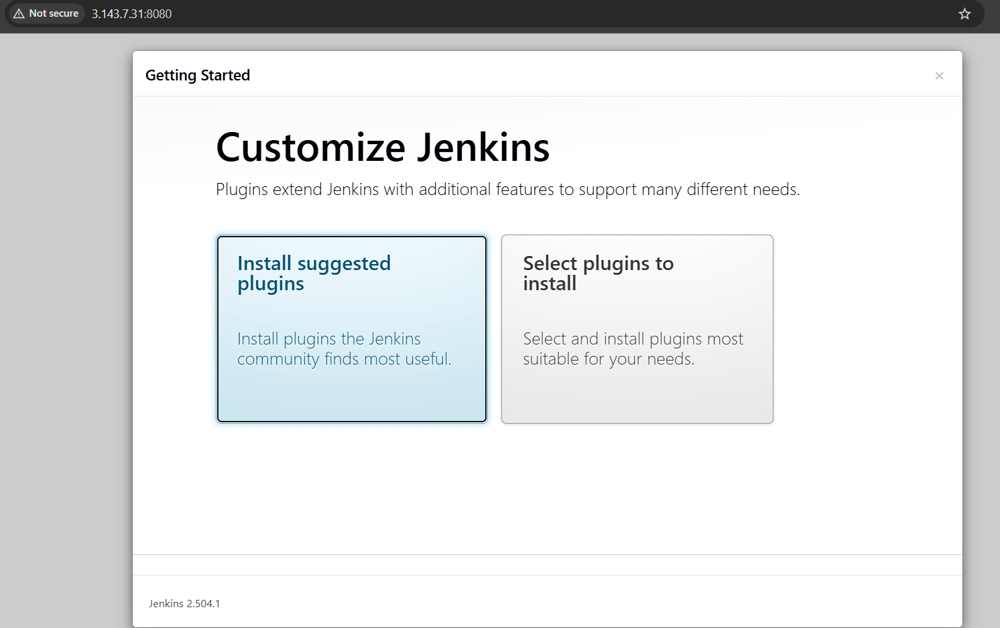 Not secure 3.143.7.31:8080
Getting Started
×
Customize Jenkins
Plugins extend Jenkins with additional features to support many different needs.
Install suggested
plugins
Install plugins the Jenkins
community finds most useful.
Select plugins to
install
Select and install plugins most
suitable for your needs.
Jenkins 2.504.1